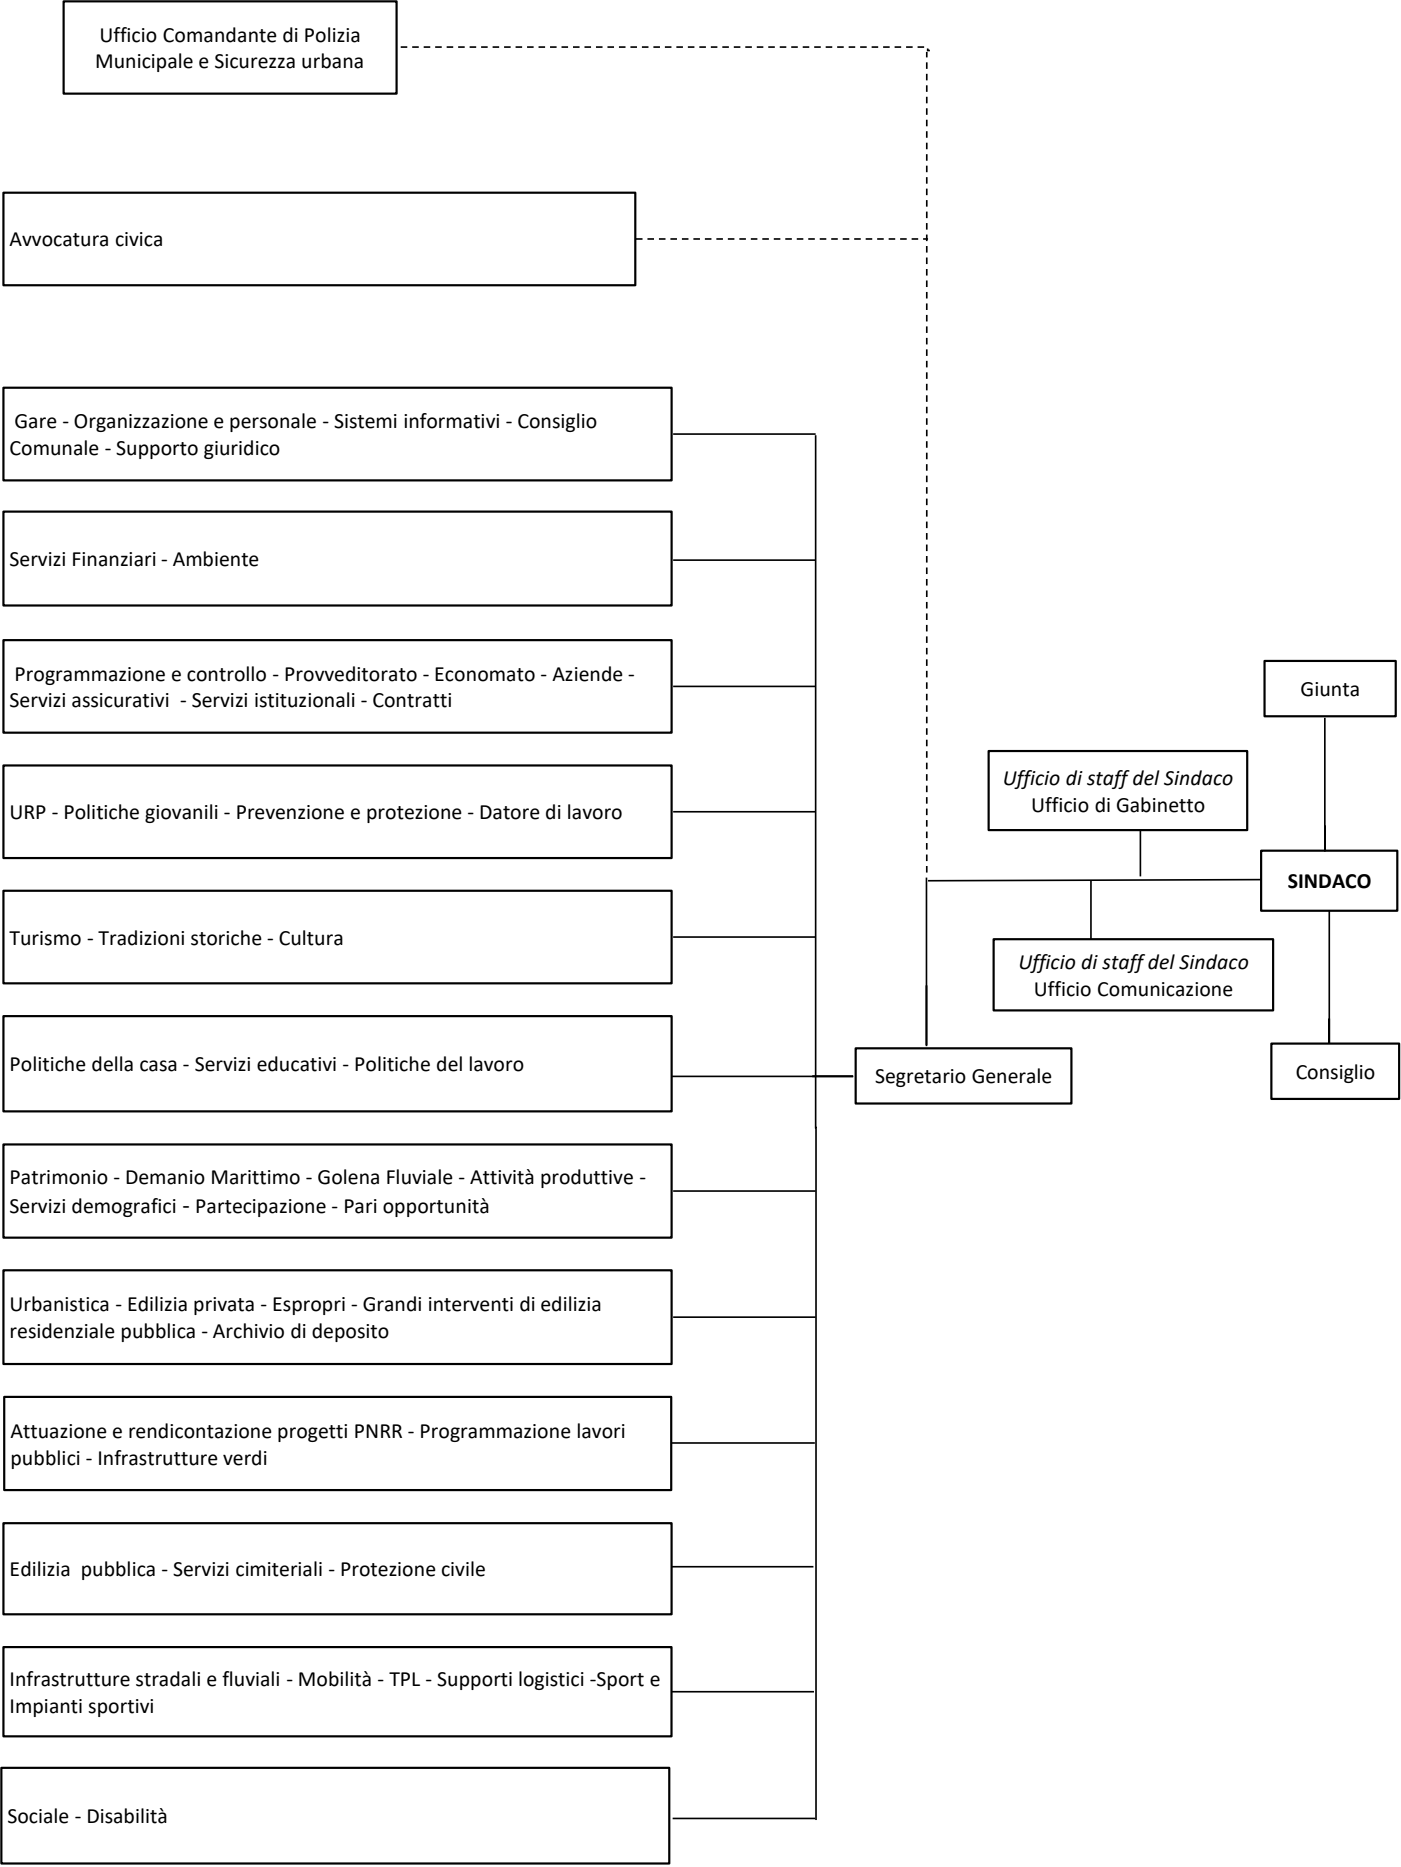 Ufficio Comandante di Polizia
Municipale e Sicurezza urbana
Avvocatura civica
Gare - Organizzazione e personale - Sistemi informativi - Consiglio
Comunale - Supporto giuridico
Servizi Finanziari - Ambiente
Programmazione e controllo - Provveditorato - Economato - Aziende -
Servizi assicurativi  - Servizi istituzionali - Contratti
URP - Politiche giovanili - Prevenzione e protezione - Datore di lavoro
Turismo - Tradizioni storiche - Cultura
Politiche della casa - Servizi educativi - Politiche del lavoro
Patrimonio - Demanio Marittimo - Golena Fluviale - Attività produttive -
Servizi demografici - Partecipazione - Pari opportunità
Urbanistica - Edilizia privata - Espropri - Grandi interventi di edilizia
residenziale pubblica - Archivio di deposito
Attuazione e rendicontazione progetti PNRR - Programmazione lavori
pubblici - Infrastrutture verdi
Edilizia  pubblica - Servizi cimiteriali - Protezione civile
Infrastrutture stradali e fluviali - Mobilità - TPL - Supporti logistici -Sport e
Impianti sportivi
Sociale - Disabilità
Segretario Generale
Ufficio di staff del Sindaco
Ufficio di Gabinetto
Ufficio di staff del Sindaco
Ufficio Comunicazione
Giunta
SINDACO
Consiglio